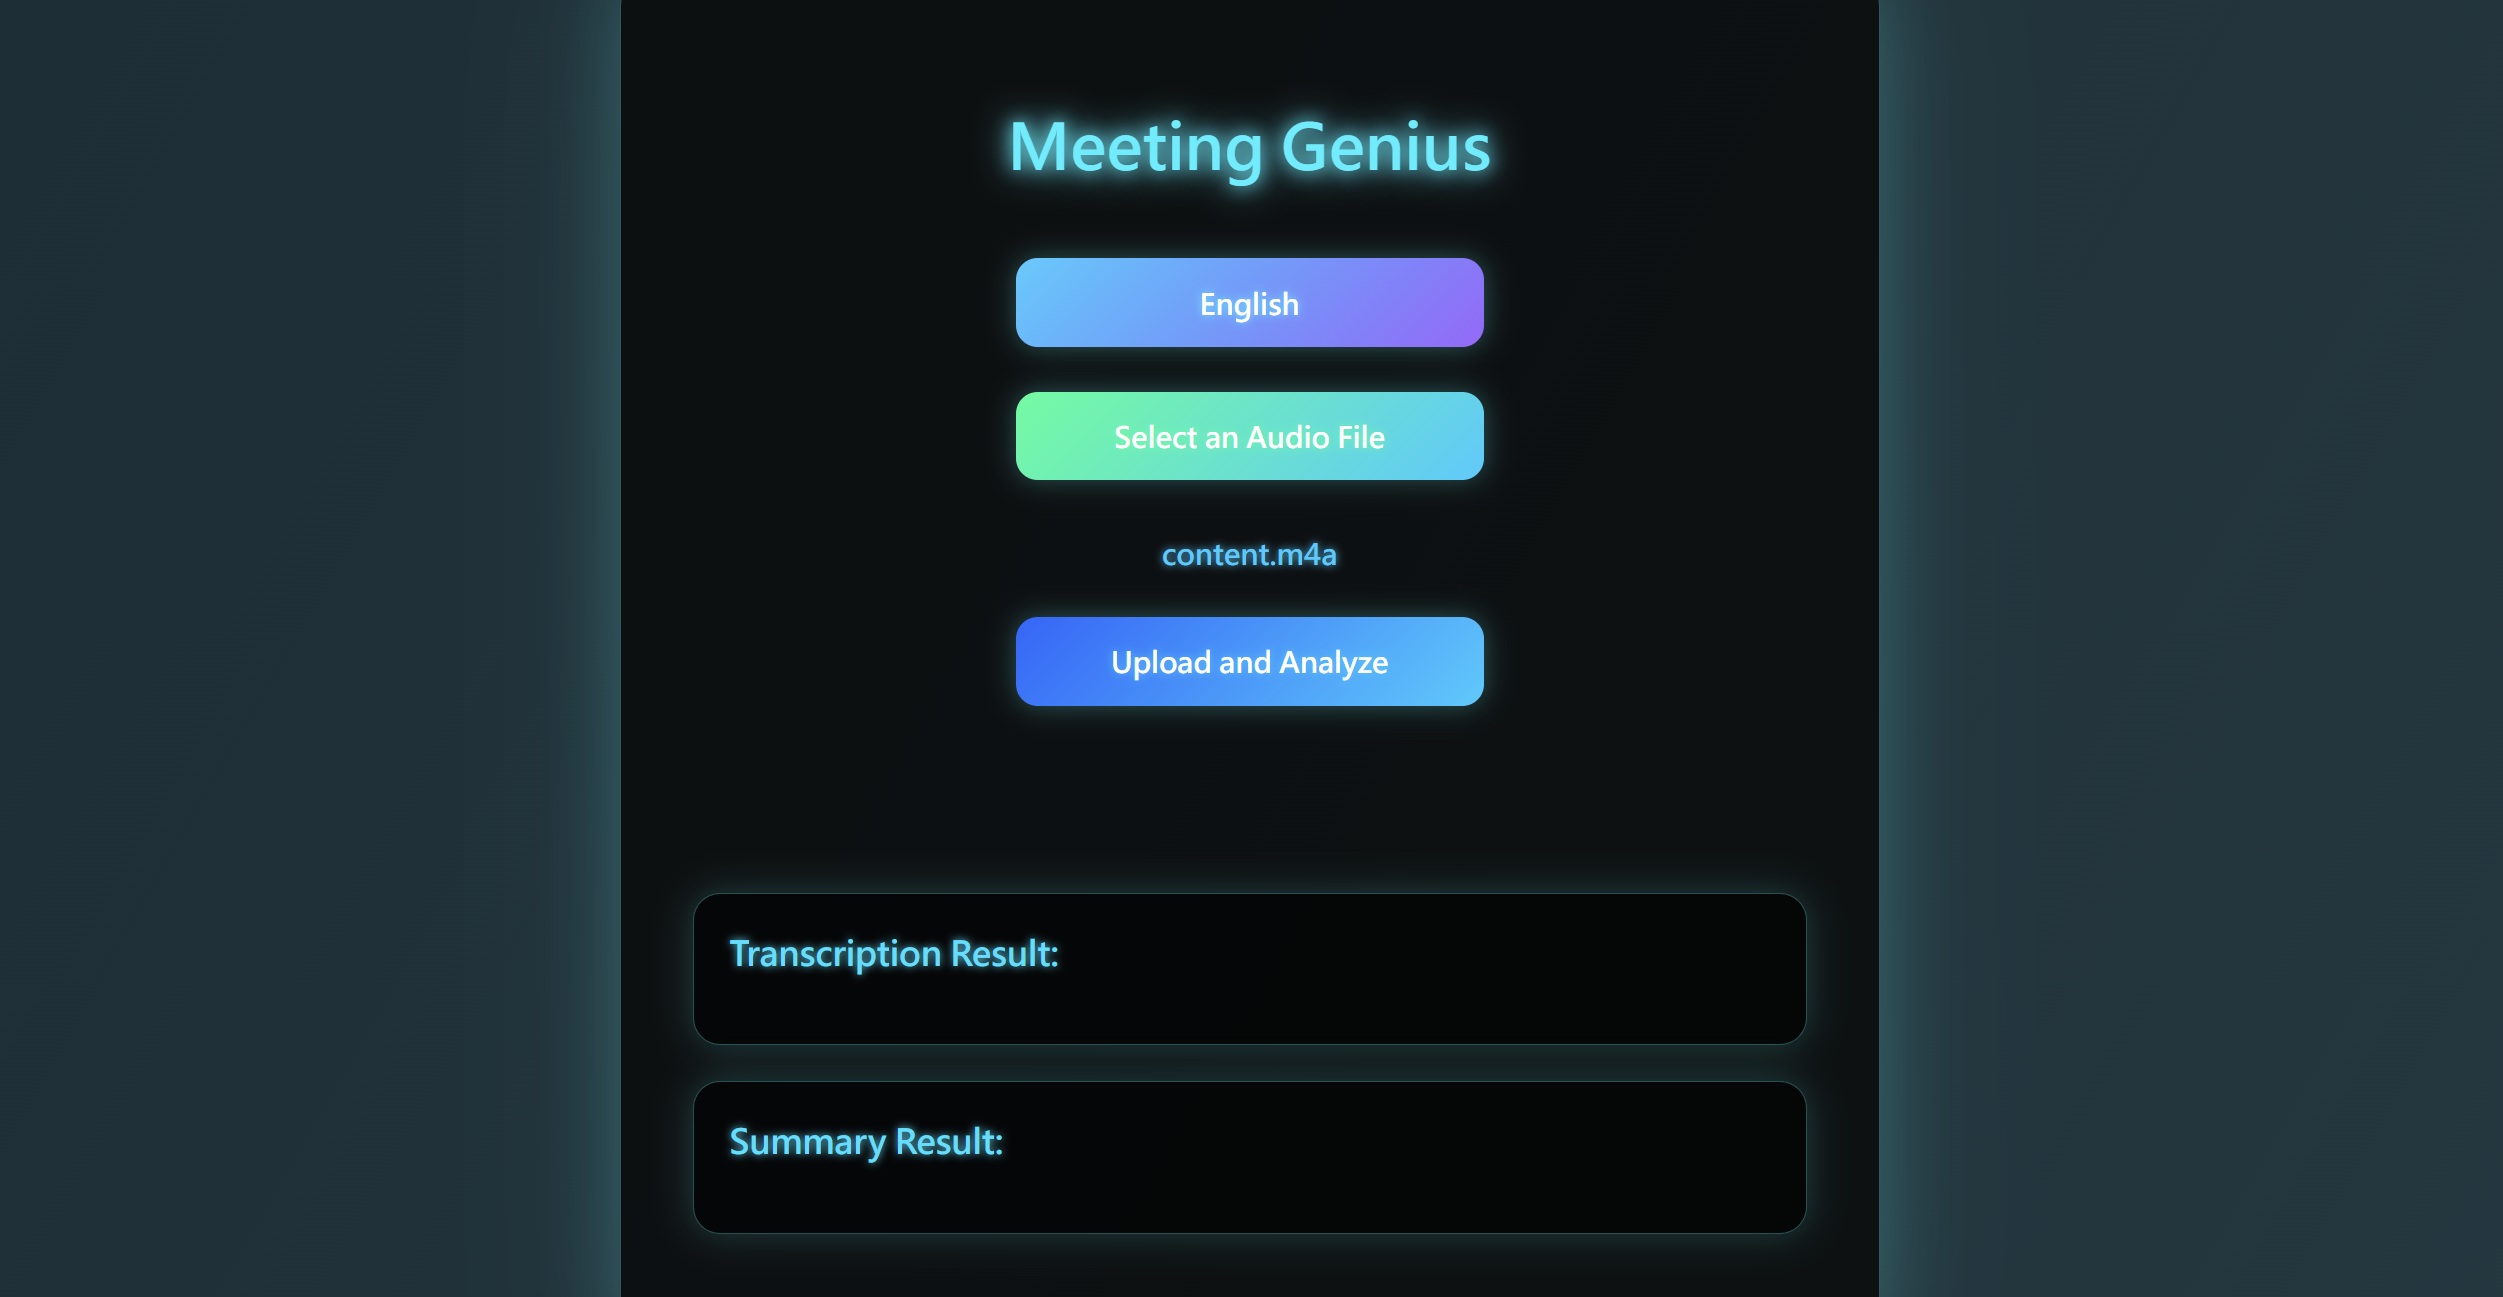 Meeting Genius
English
Select an Audio File
content.m4a
Upload and Analyze
Transcription Result:
Summary Result: